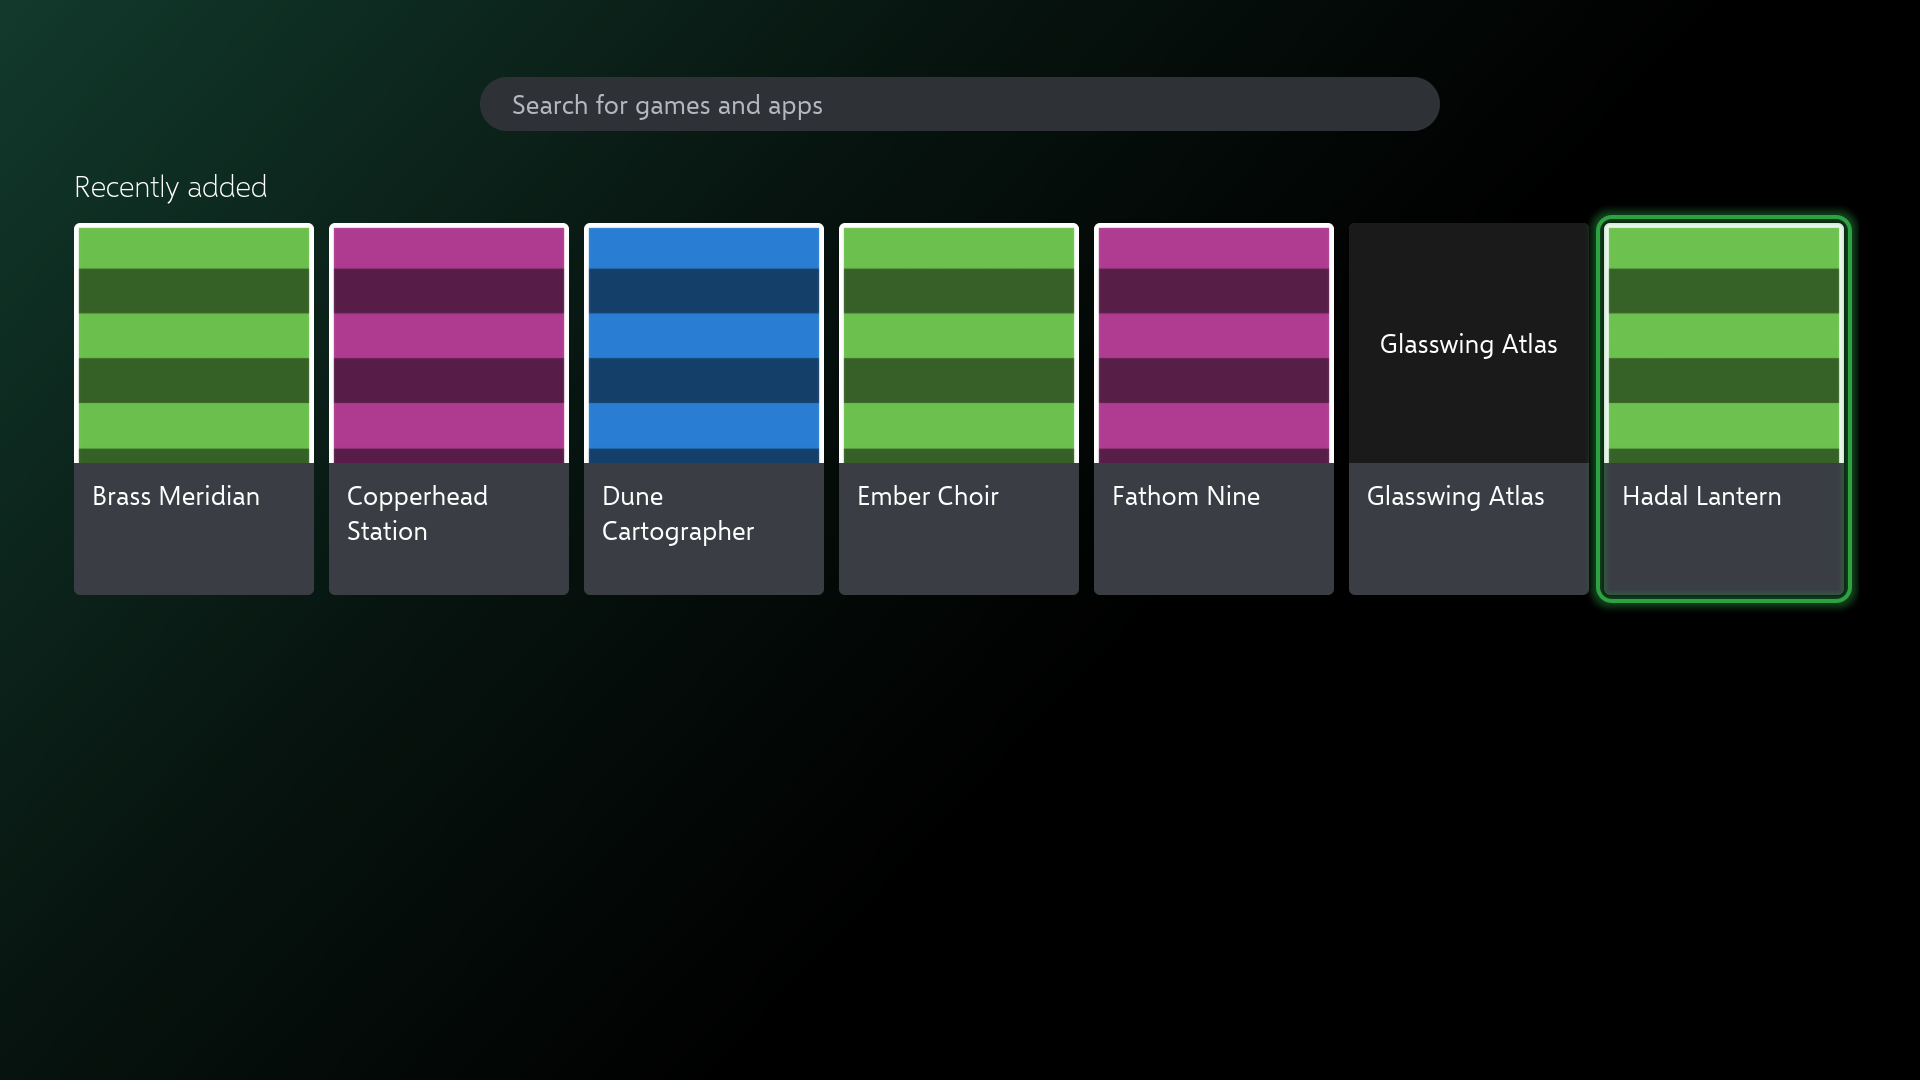 Search for games and apps
Recently added
Glasswing Atlas
Brass Meridian
Copperhead
Station
Dune
Cartographer
Ember Choir
Fathom Nine
Glasswing Atlas
Hadal Lantern